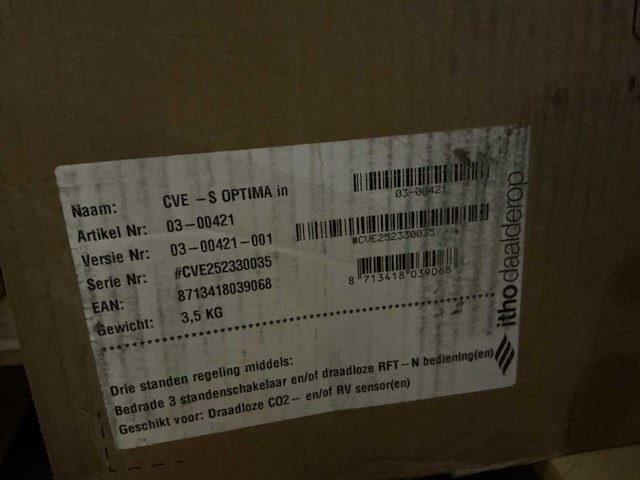 Naam: CVE -S OPTIMA in
Artikel Nr: 03-00421
Versie Nr: 03-00421-001
Serie Nr: #CVE252330035
EAN: 8713418039068
Gewicht: 3,5 KG
03-00421
#CVE252330035
8 713418 039068
Drie standen regeling middels:
Bedrade 3 standenschakelaar en/of draadloze RFT-N bediening(en)
Geschikt voor: Draadloze CO2- en/of RV sensor(en)
ithodaalderop